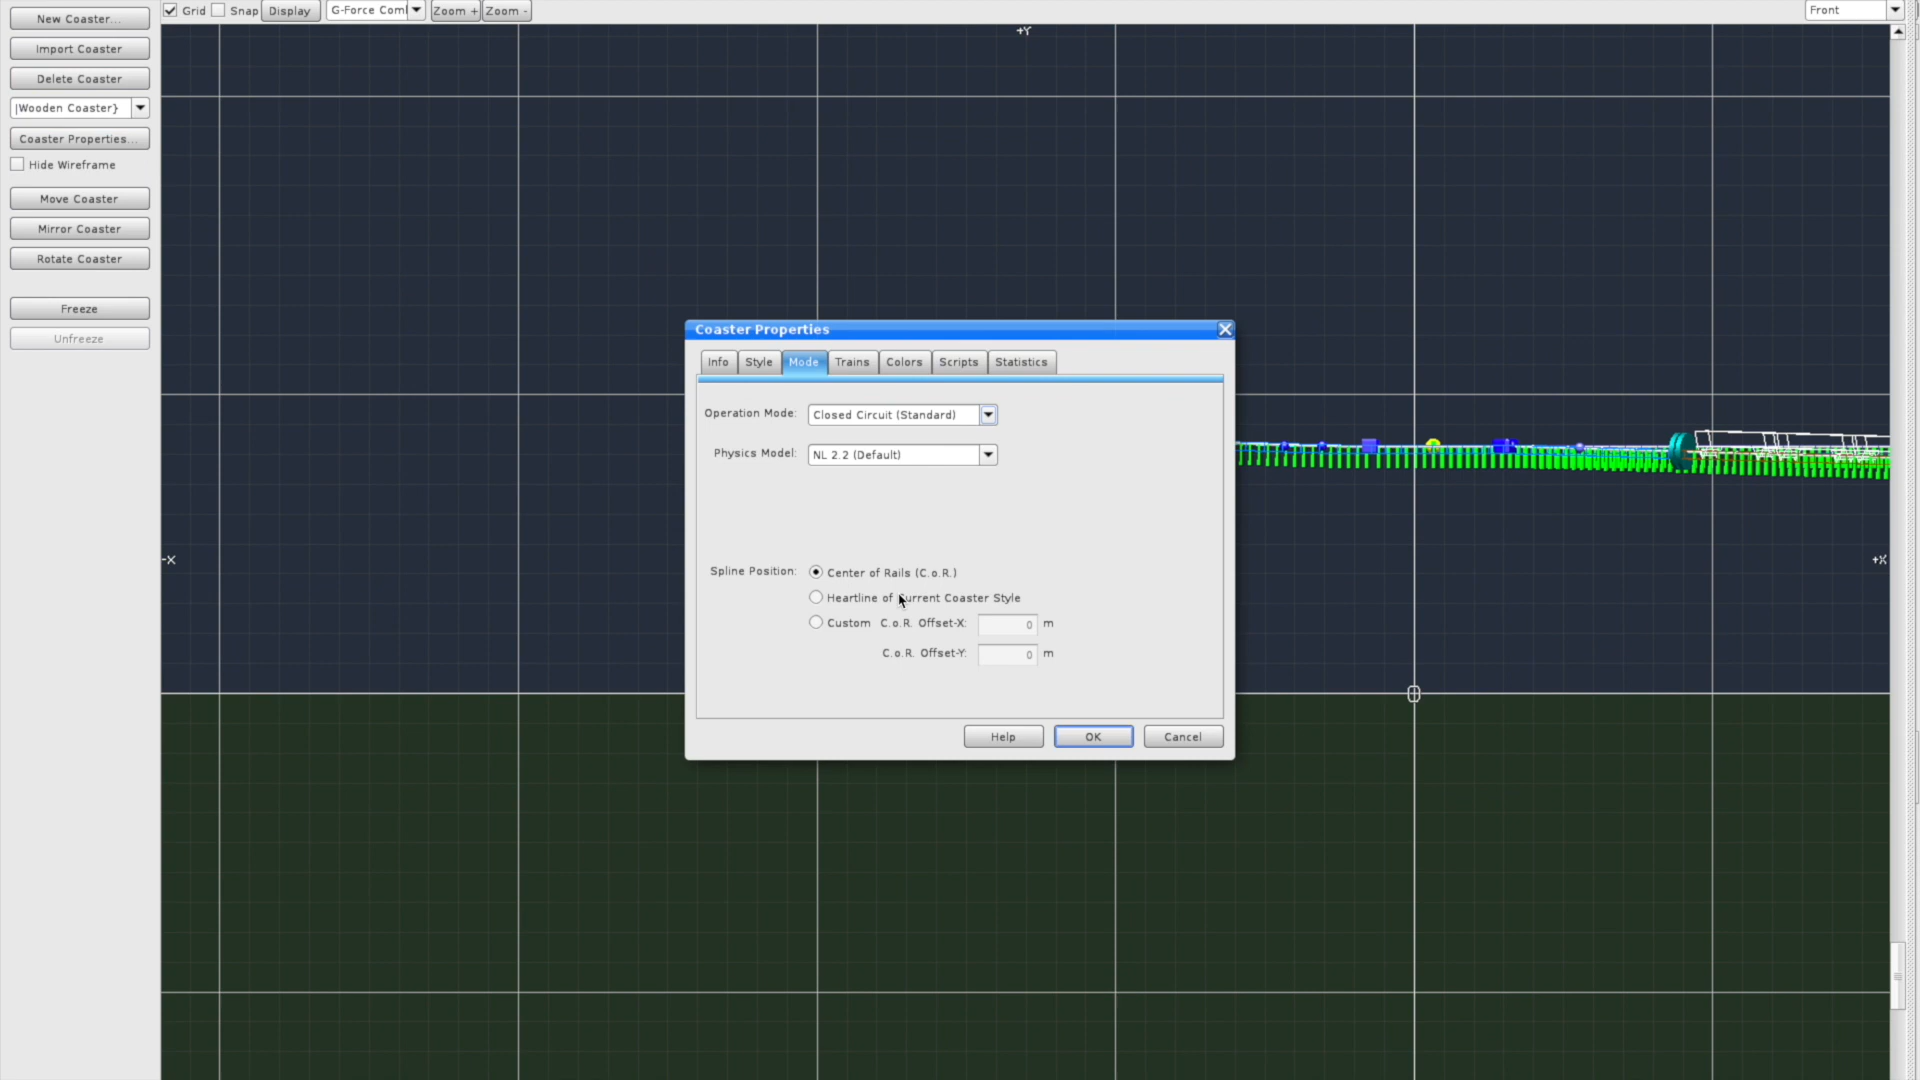 New Coaster...
Grid Snap Display G-Force Coml Zoom + Zoom - Front
Import Coaster
Delete Coaster
|Wooden Coaster}
Coaster Properties...
Hide Wireframe
Move Coaster
Mirror Coaster
Rotate Coaster
Freeze
Unfreeze
+Y
-X
+X
Coaster Properties
Info Style Mode Trains Colors Scripts Statistics
Operation Mode: Closed Circuit (Standard)
Physics Model: NL 2.2 (Default)
Spline Position: Center of Rails (C.o.R.)
Heartline of Current Coaster Style
Custom C.o.R. Offset-X: 0 m
C.o.R. Offset-Y: 0 m
Help OK Cancel